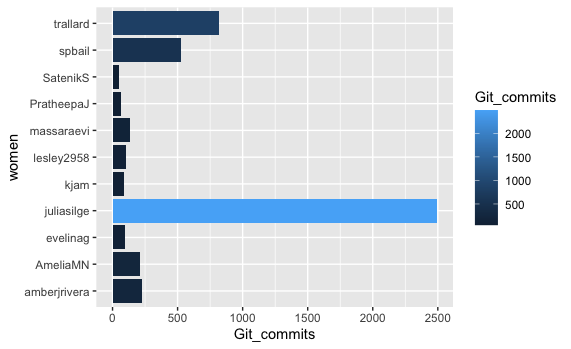 trallard
spbail
SatenikS
PratheepaJ
massaraevi
lesley2958
kjam
juliasilge
evelinag
AmeliaMN
amberjrivera
women
0 500 1000 1500 2000 2500
Git_commits
Git_commits
2000
1500
1000
500